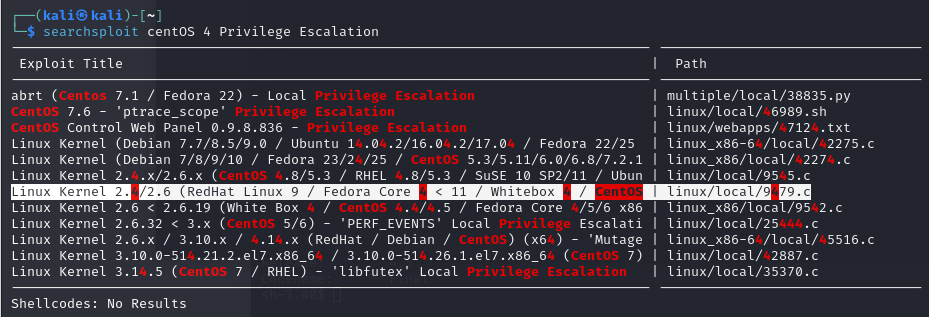 ┌──(kali㉿kali)-[~]
└─$ searchsploit centOS 4 Privilege Escalation
Exploit Title | Path
abrt (Centos 7.1 / Fedora 22) - Local Privilege Escalation | multiple/local/38835.py
CentOS 7.6 - 'ptrace_scope' Privilege Escalation | linux/local/46989.sh
CentOS Control Web Panel 0.9.8.836 - Privilege Escalation | linux/webapps/47124.txt
Linux Kernel (Debian 7.7/8.5/9.0 / Ubuntu 14.04.2/16.04.2/17.04 / Fedora 22/25 | linux_x86-64/local/42275.c
Linux Kernel (Debian 7/8/9/10 / Fedora 23/24/25 / CentOS 5.3/5.11/6.0/6.8/7.2.1 | linux_x86/local/42274.c
Linux Kernel 2.4.x/2.6.x (CentOS 4.8/5.3 / RHEL 4.8/5.3 / SuSE 10 SP2/11 / Ubun | linux/local/9545.c
Linux Kernel 2.4/2.6 (RedHat Linux 9 / Fedora Core 4 < 11 / Whitebox 4 / CentOS | linux/local/9479.c
Linux Kernel 2.6 < 2.6.19 (White Box 4 / CentOS 4.4/4.5 / Fedora Core 4/5/6 x86 | linux_x86/local/9542.c
Linux Kernel 2.6.32 < 3.x (CentOS 5/6) - 'PERF_EVENTS' Local Privilege Escalati | linux/local/25444.c
Linux Kernel 2.6.x / 3.10.x / 4.14.x (RedHat / Debian / CentOS) (x64) - 'Mutage | linux_x86-64/local/45516.c
Linux Kernel 3.10.0-514.21.2.el7.x86_64 / 3.10.0-514.26.1.el7.x86_64 (CentOS 7) | linux/local/42887.c
Linux Kernel 3.14.5 (CentOS 7 / RHEL) - 'libfutex' Local Privilege Escalation | linux/local/35370.c
sh-3.00$
Shellcodes: No Results